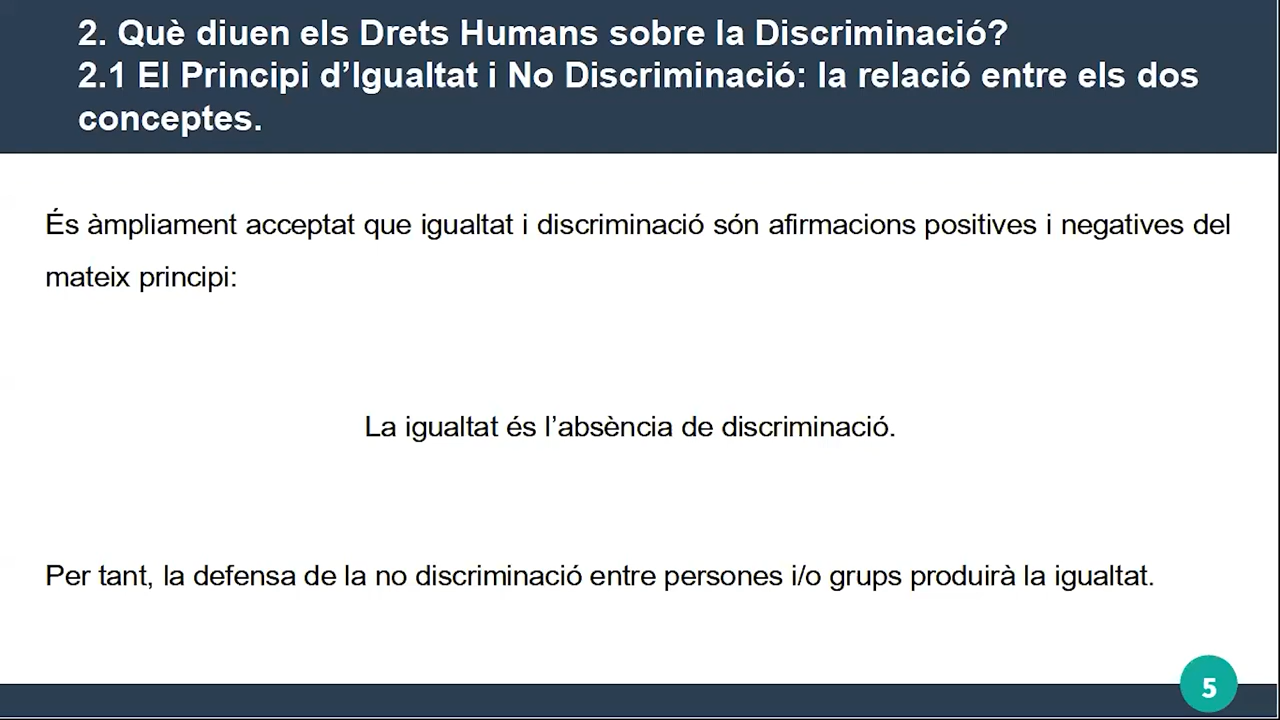 2. Què diuen els Drets Humans sobre la Discriminació?
2.1 El Principi d’Igualtat i No Discriminació: la relació entre els dos
conceptes.
És àmpliament acceptat que igualtat i discriminació són afirmacions positives i negatives del
mateix principi:
La igualtat és l’absència de discriminació.
Per tant, la defensa de la no discriminació entre persones i/o grups produirà la igualtat.
5